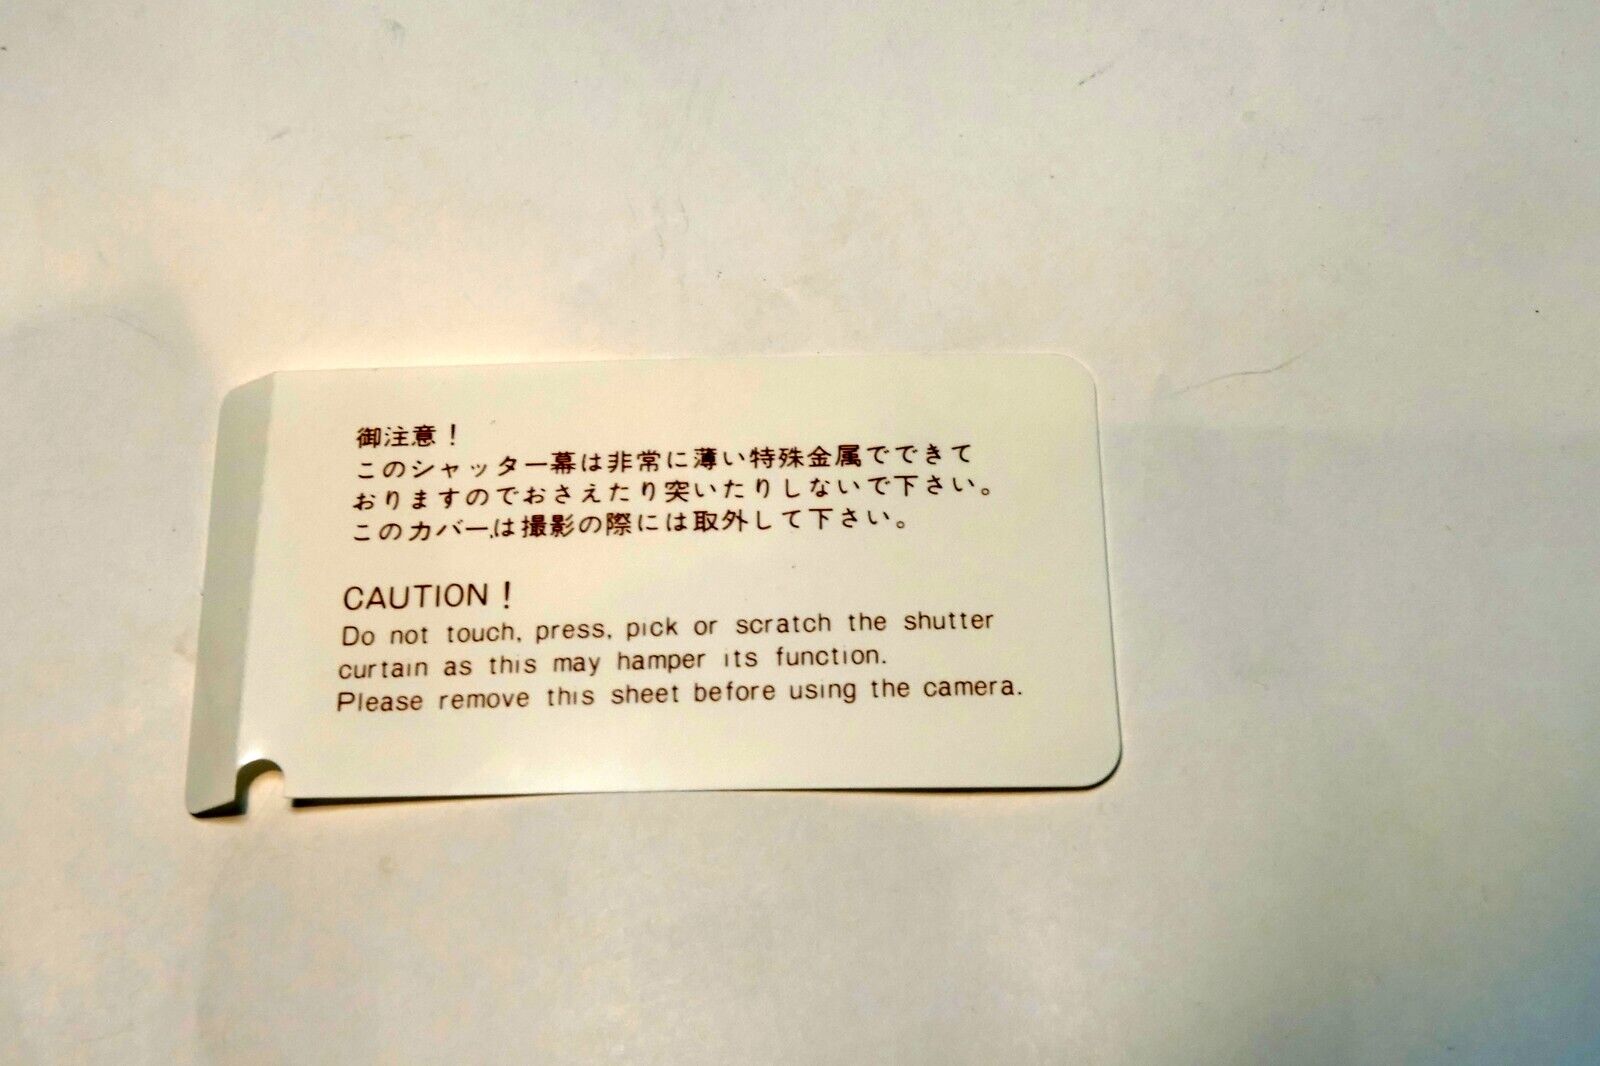 御注意！
このシャッター幕は非常に薄い特殊金属でできて
おりますのでおさえたり突いたりしないで下さい。
このカバーは撮影の際には取外して下さい。
CAUTION !
Do not touch, press, pick or scratch the shutter
curtain as this may hamper its function.
Please remove this sheet before using the camera.